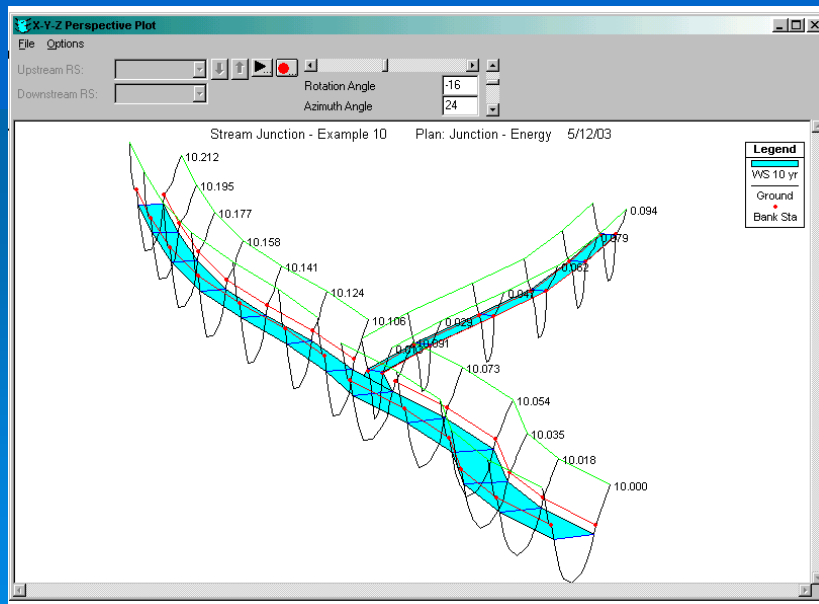 X-Y-Z Perspective Plot
File Options
Upstream RS:
Downstream RS:
Rotation Angle -16
Azimuth Angle 24
Stream Junction - Example 10 Plan: Junction - Energy 5/12/03
Legend
WS 10 yr
Ground
Bank Sta
10.212
10.195
10.177
10.158
10.141
10.124
10.106
10.091
10.073
10.054
10.035
10.018
10.000
0.094
0.079
0.062
0.029